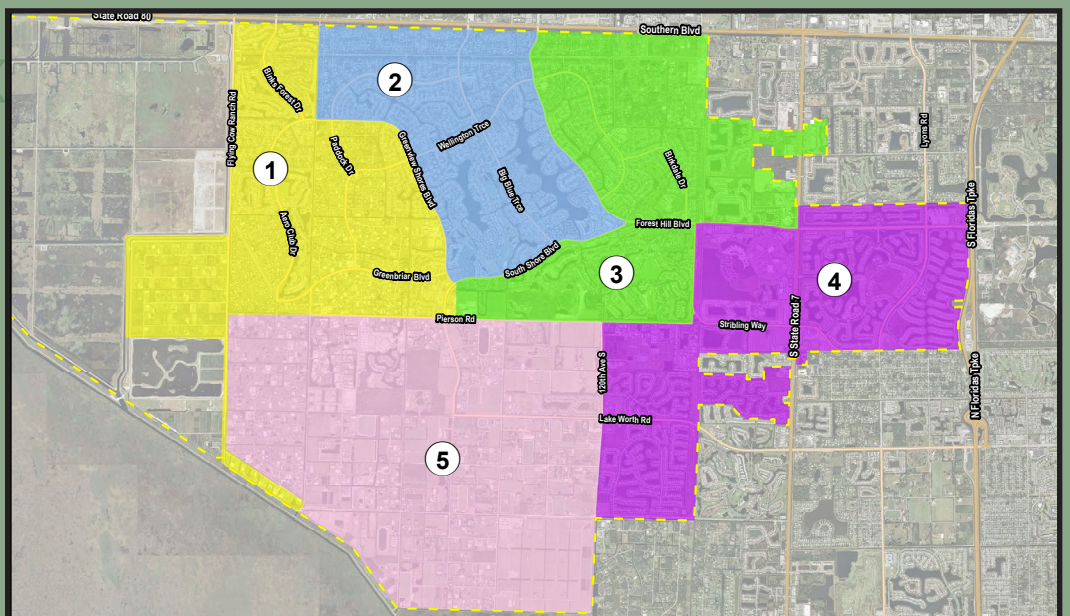 State Road 80
Southern Blvd
2
Binks Forest Dr
Flying Cow Ranch Rd
Wellington Trce
Lyons Rd
Paddock Dr
Greenview Shores Blvd
1
Birkdale Dr
Big Blue Trce
S Floridas Tpke
Aero Club Dr
Forest Hill Blvd
South Shore Blvd
Greenbriar Blvd
3
4
Pierson Rd
Stribling Way
S State Road 7
120th Ave S
N Floridas Tpke
Lake Worth Rd
5